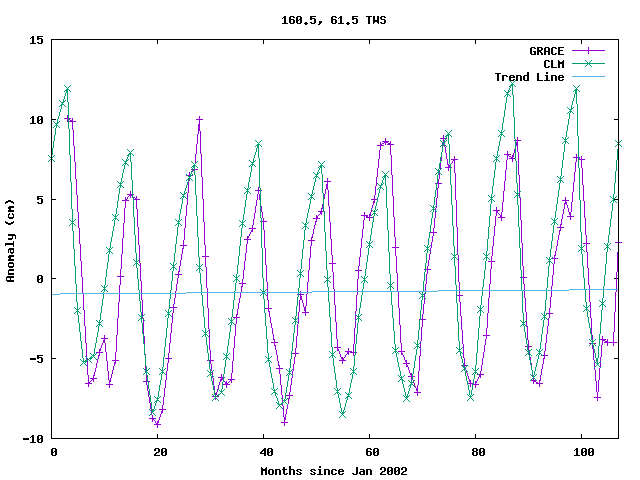 160.5, 61.5 TWS
GRACE
CLM
Trend Line
15
10
5
0
-5
-10
Anomaly (cm)
0 20 40 60 80 100
Months since Jan 2002